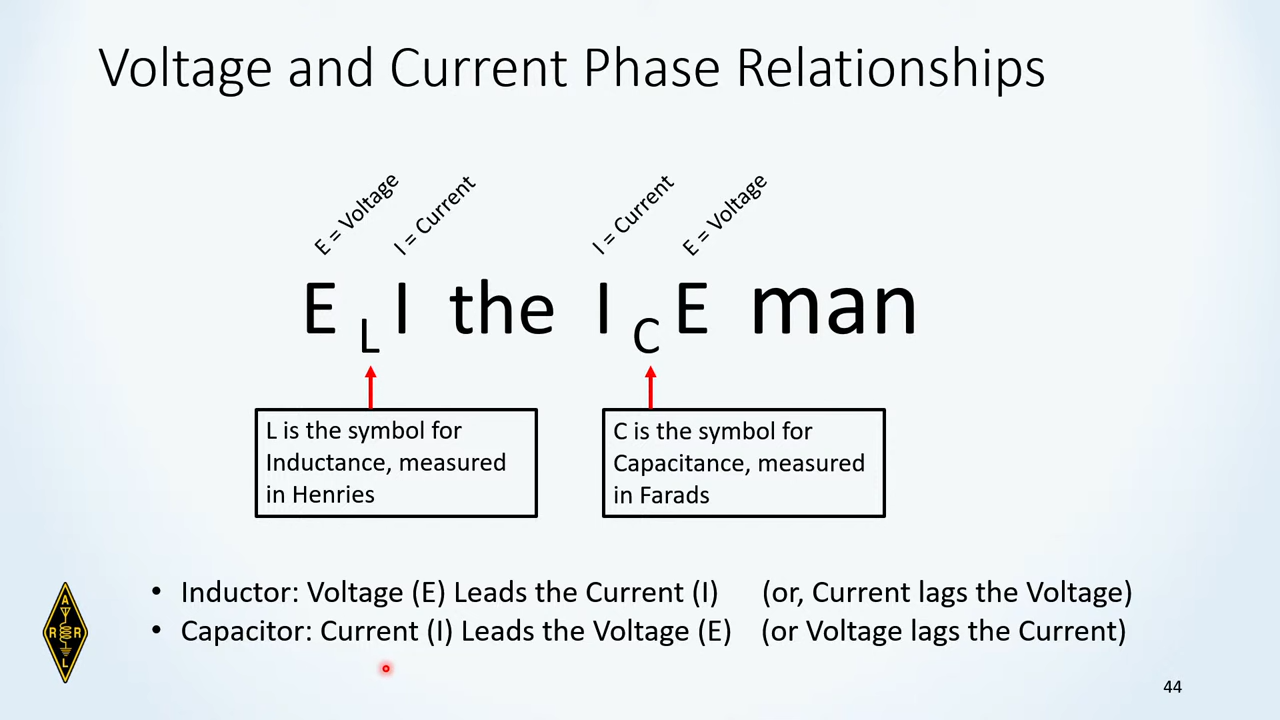 Voltage and Current Phase Relationships
E = Voltage
I = Current
I = Current
E = Voltage
E L I the I C E man
L is the symbol for
Inductance, measured
in Henries
C is the symbol for
Capacitance, measured
in Farads
• Inductor: Voltage (E) Leads the Current (I) (or, Current lags the Voltage)
• Capacitor: Current (I) Leads the Voltage (E) (or Voltage lags the Current)
A
R R
L
44